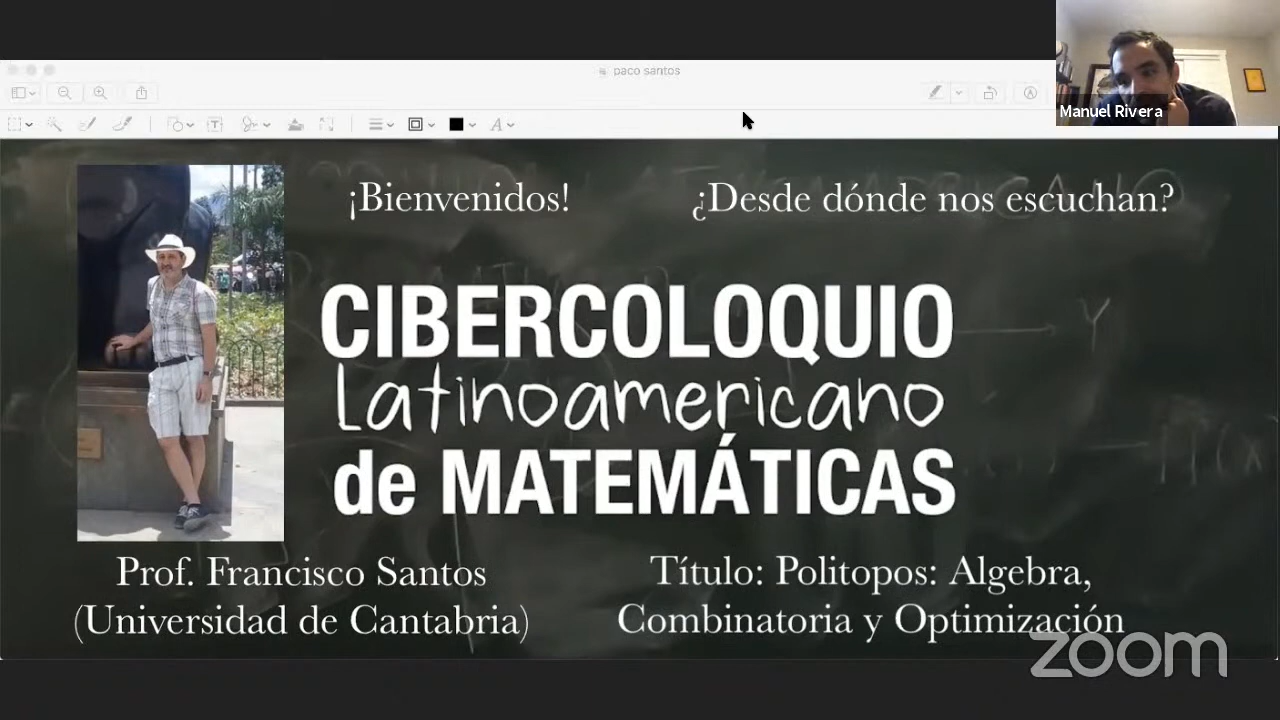 paco santos
Manuel Rivera
¡Bienvenidos!
¿Desde dónde nos escuchan?
CIBERCOLOQUIO
Latinoamericano
de MATEMÁTICAS
Prof. Francisco Santos
(Universidad de Cantabria)
Título: Politopos: Algebra,
Combinatoria y Optimización
zoom